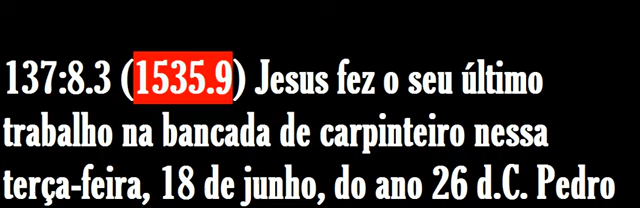 137:8.3 (1535.9) Jesus fez o seu último
trabalho na bancada de carpinteiro nessa
terça-feira, 18 de junho, do ano 26 d.C. Pedro